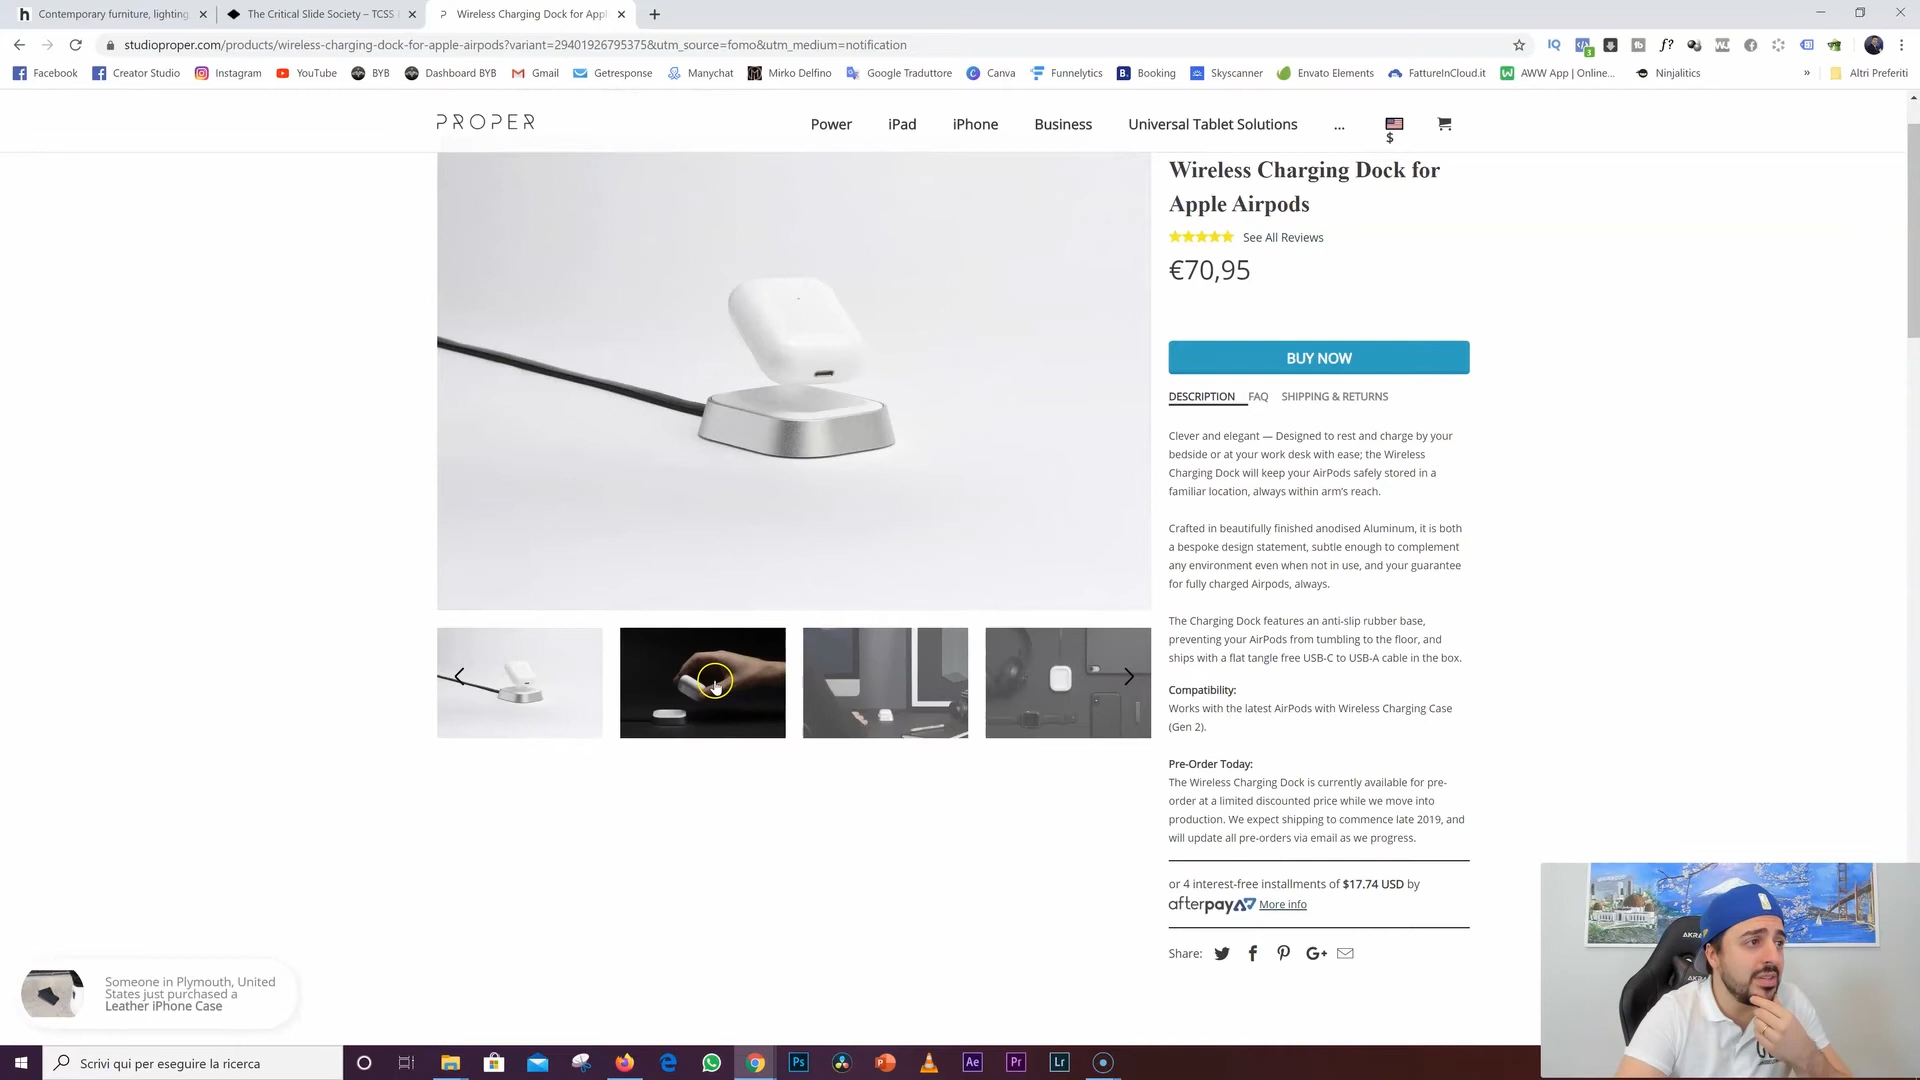 Contemporary furniture, lighting
The Critical Slide Society – TCSS
Wireless Charging Dock for Appl
studioproper.com/products/wireless-charging-dock-for-apple-airpods?variant=29401926795375&utm_source=fomo&utm_medium=notification
Facebook
Creator Studio
Instagram
YouTube
BYB
Dashboard BYB
Gmail
Getresponse
Manychat
Mirko Delfino
Google Traduttore
Canva
Funnelytics
Booking
Skyscanner
Envato Elements
FattureInCloud.it
AWW App | Online...
Ninjalitics
»
Altri Preferiti
PROPER
Power
iPad
iPhone
Business
Universal Tablet Solutions
...
$
Wireless Charging Dock for
Apple Airpods
See All Reviews
€70,95
BUY NOW
DESCRIPTION
FAQ
SHIPPING & RETURNS
Clever and elegant — Designed to rest and charge by your
bedside or at your work desk with ease; the Wireless
Charging Dock will keep your AirPods safely stored in a
familiar location, always within arm's reach.
Crafted in beautifully finished anodised Aluminum, it is both
a bespoke design statement, subtle enough to complement
any environment even when not in use, and your guarantee
for fully charged Airpods, always.
The Charging Dock features an anti-slip rubber base,
preventing your AirPods from tumbling to the floor, and
ships with a flat tangle free USB-C to USB-A cable in the box.
Compatibility:
Works with the latest AirPods with Wireless Charging Case
(Gen 2).
Pre-Order Today:
The Wireless Charging Dock is currently available for pre-
order at a limited discounted price while we move into
production. We expect shipping to commence late 2019, and
will update all pre-orders via email as we progress.
or 4 interest-free installments of $17.74 USD by
afterpay More info
Share:
Someone in Plymouth, United
States just purchased a
Leather iPhone Case
Scrivi qui per eseguire la ricerca
Ps
Ae
Pr
Lr
AKRA